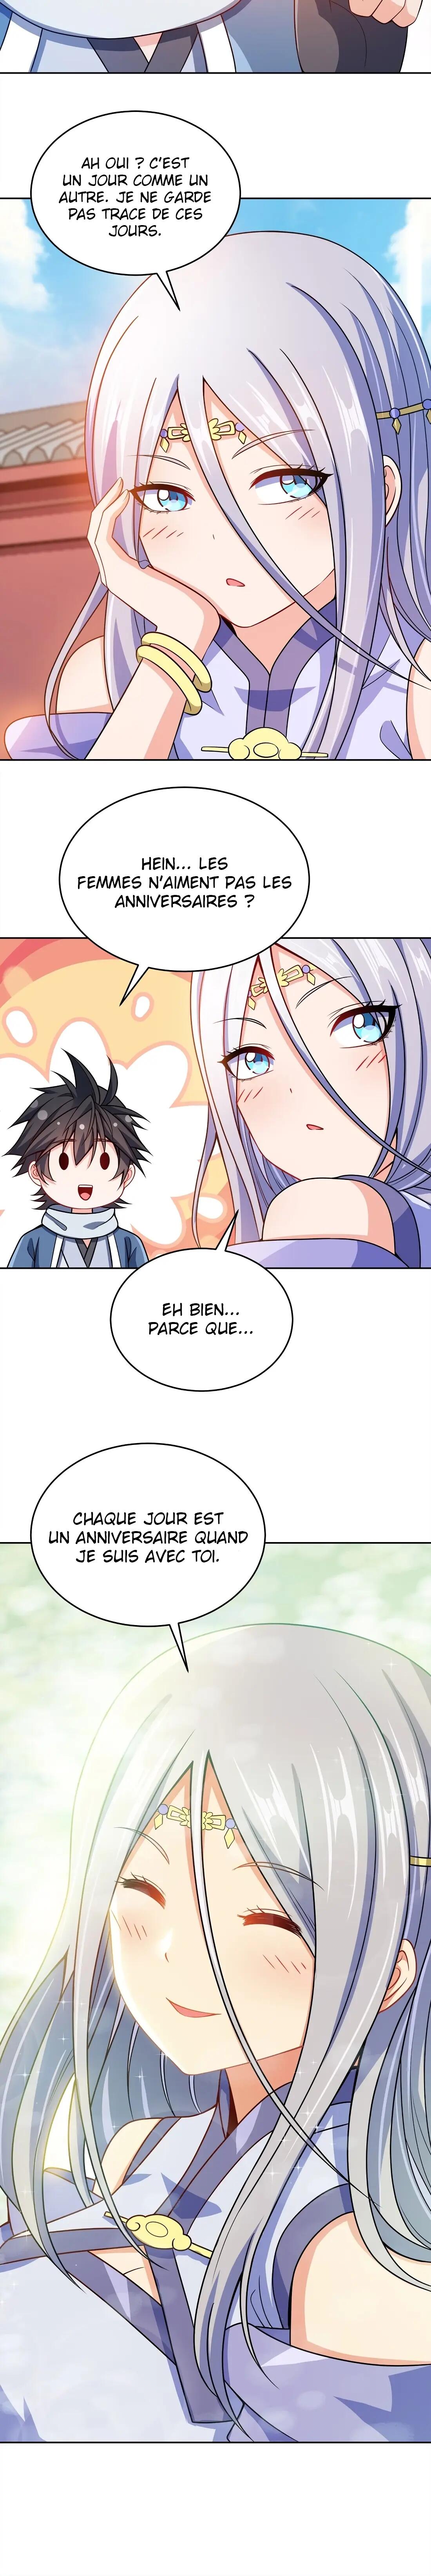 AH OUI ? C'EST
UN JOUR COMME UN
AUTRE. JE NE GARDE
PAS TRACE DE CES
JOURS.
HEIN... LES
FEMMES N'AIMENT PAS LES
ANNIVERSAIRES ?
EH BIEN...
PARCE QUE...
CHAQUE JOUR EST
UN ANNIVERSAIRE QUAND
JE SUIS AVEC TOI.